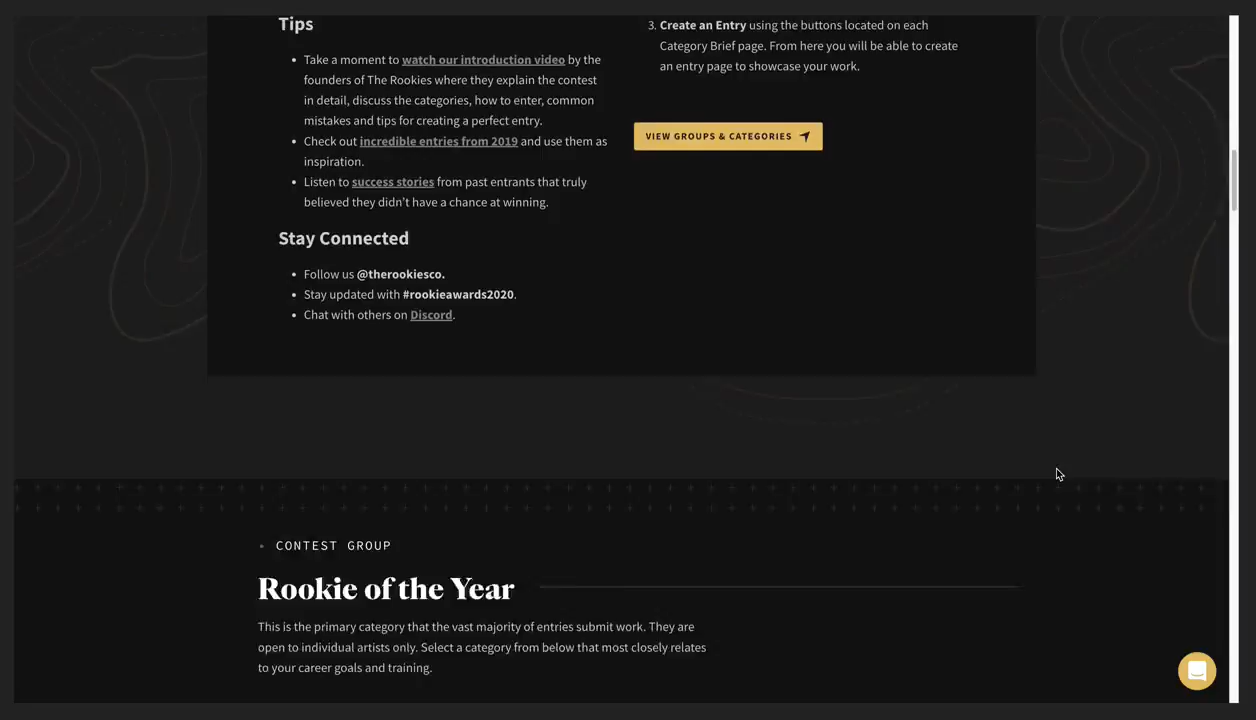 Tips
• Take a moment to watch our introduction video by the
founders of The Rookies where they explain the contest
in detail, discuss the categories, how to enter, common
mistakes and tips for creating a perfect entry.
• Check out incredible entries from 2019 and use them as
inspiration.
• Listen to success stories from past entrants that truly
believed they didn't have a chance at winning.
Stay Connected
• Follow us @therookiesco.
• Stay updated with #rookieawards2020.
• Chat with others on Discord.
3. Create an Entry using the buttons located on each
Category Brief page. From here you will be able to create
an entry page to showcase your work.
VIEW GROUPS & CATEGORIES
CONTEST GROUP
Rookie of the Year
This is the primary category that the vast majority of entries submit work. They are
open to individual artists only. Select a category from below that most closely relates
to your career goals and training.